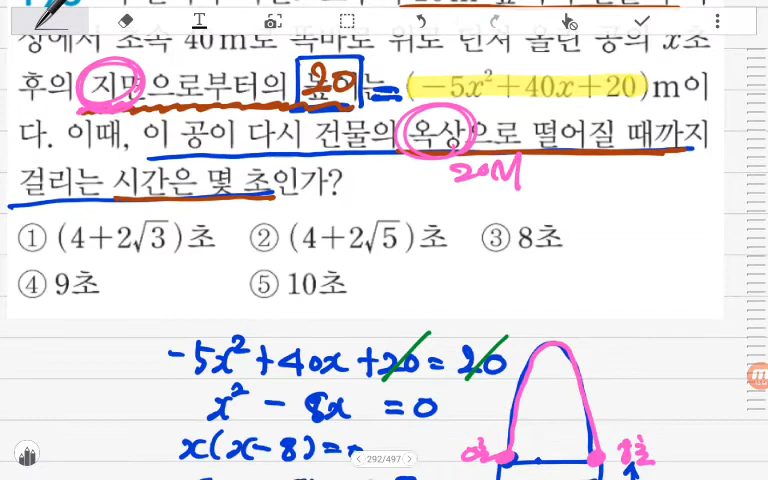 상에서 초속 40 m로 똑바로 위로 던져 올린 공의 x초
후의 지면으로부터의 높이는 (−5x²+40x+20) m이
20
다. 이때, 이 공이 다시 건물의 옥상으로 떨어질 때까지
20M
걸리는 시간은 몇 초인가?
① (4+2√3)초 ② (4+2√5)초 ③ 8초
④ 9초 ⑤ 10초
-5x²+40x+20=20
x² - 8x = 0
x(x-8)=
0초 8초
292/497